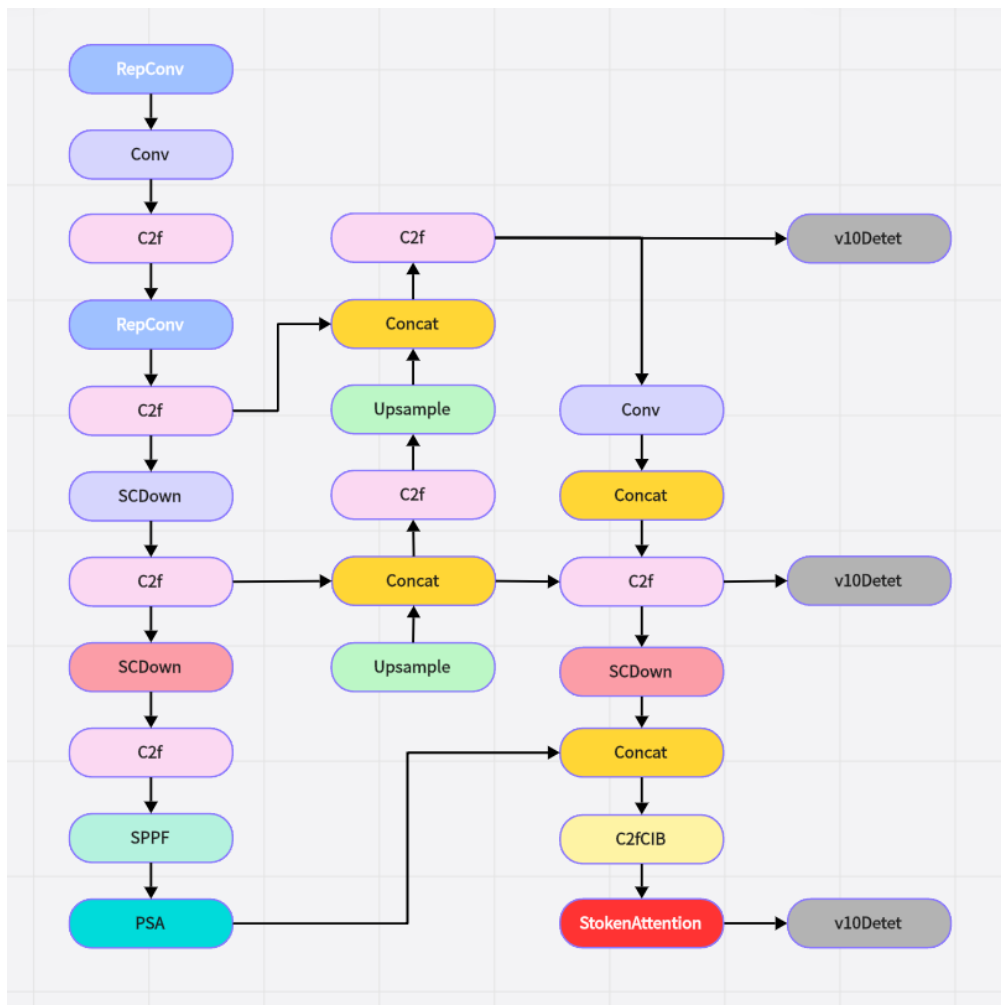 RepConv
Conv
C2f
RepConv
C2f
SCDown
C2f
SCDown
C2f
SPPF
PSA
C2f
Concat
Upsample
C2f
Concat
Upsample
Conv
Concat
C2f
SCDown
Concat
C2fCIB
StokenAttention
v10Detet
v10Detet
v10Detet